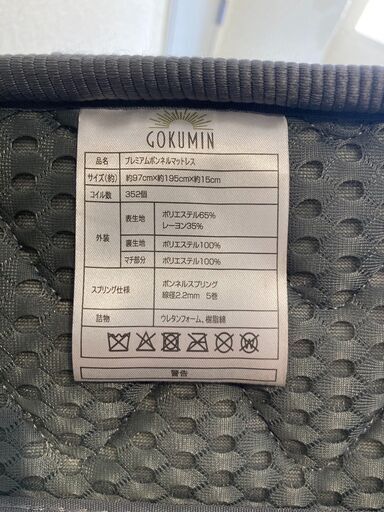 GOKUMIN
品名 プレミアムボンネルマットレス
サイズ(約) 約97cm×約195cm×約15cm
コイル数 352個
外装 表生地 ポリエステル65%
レーヨン35%
裏生地 ポリエステル100%
マチ部分 ポリエステル100%
スプリング仕様 ボンネルスプリング
線径2.2mm 5巻
詰物 ウレタンフォーム、樹脂綿
警告